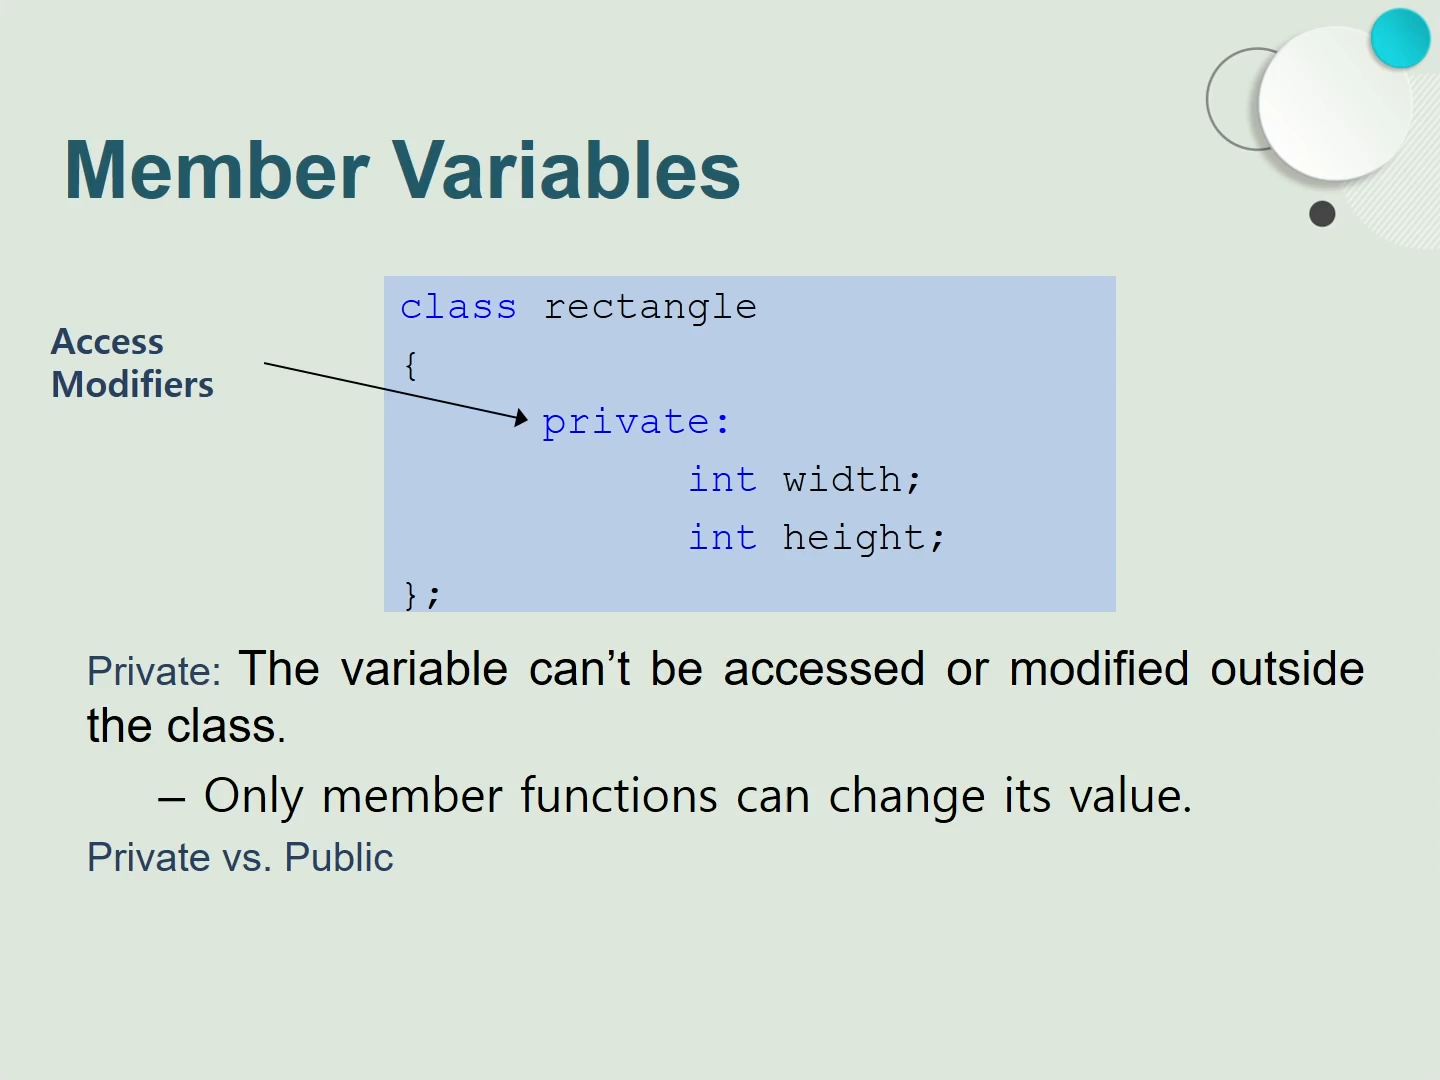 Member Variables
Access
Modifiers
class rectangle
{
private:
int width;
int height;
};
Private: The variable can’t be accessed or modified outside
the class.
– Only member functions can change its value.
Private vs. Public